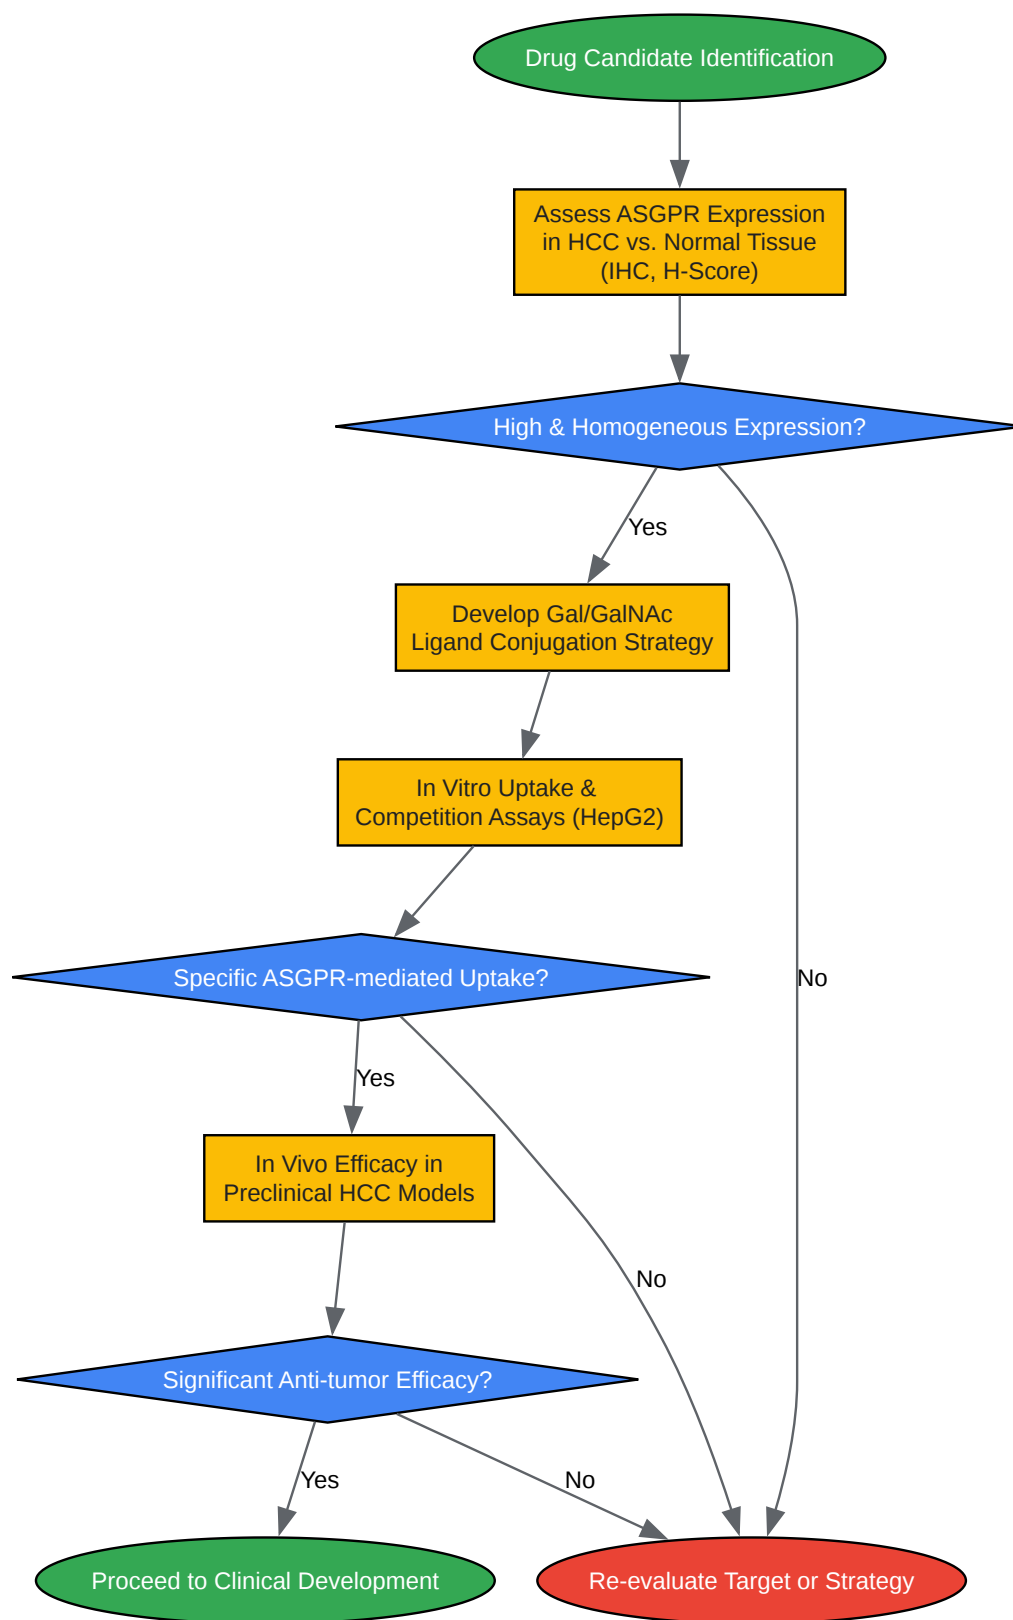 Drug Candidate Identification
Assess ASGPR Expression
in HCC vs. Normal Tissue
(IHC, H-Score)
High & Homogeneous Expression?
Yes
Develop Gal/GalNAc
Ligand Conjugation Strategy
In Vitro Uptake &
Competition Assays (HepG2)
Specific ASGPR-mediated Uptake?
No
Yes
In Vivo Efficacy in
Preclinical HCC Models
No
Significant Anti-tumor Efficacy?
Yes
No
Proceed to Clinical Development
Re-evaluate Target or Strategy